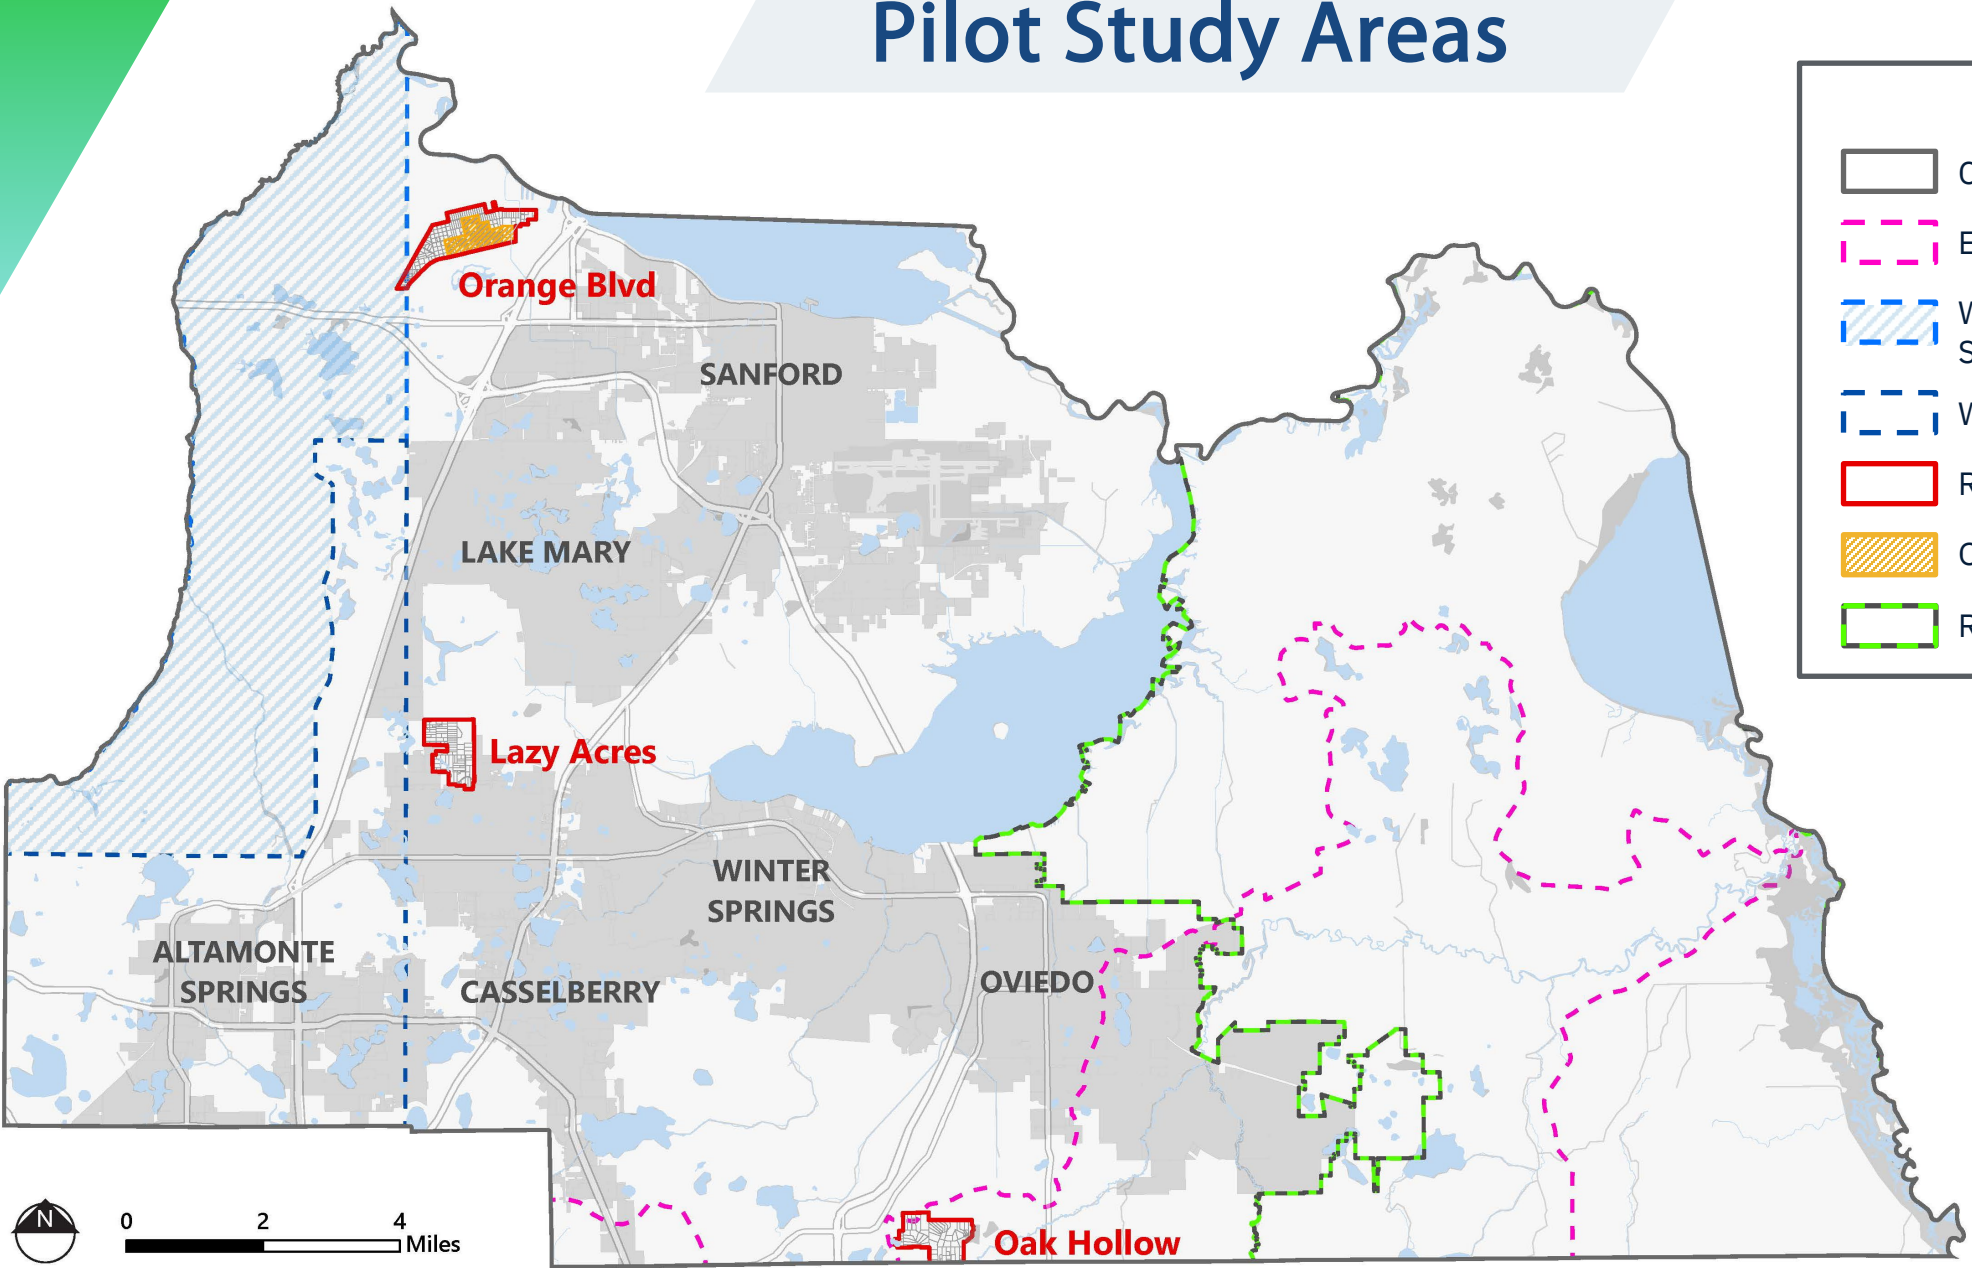 Pilot Study Areas
Orange Blvd
SANFORD
LAKE MARY
Lazy Acres
WINTER
SPRINGS
ALTAMONTE
SPRINGS
CASSELBERRY
OVIEDO
Oak Hollow
N
0 2 4
Miles
E
W
S
W
R
R